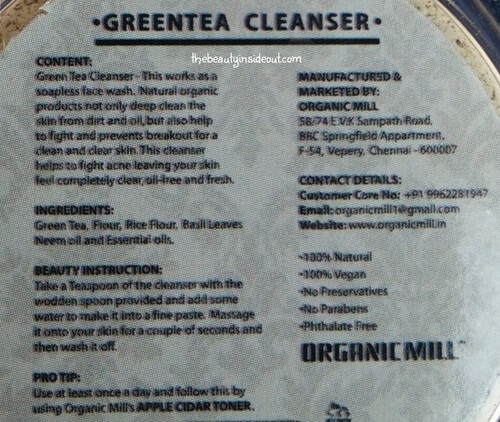 •GREENTEA CLEANSER•
thebeautyinsideout.com
CONTENT:
Green Tea Cleanser - This works as a
soapless face wash. Natural organic
products not only deep clean the
skin from dirt and oil, but also help
to fight and prevents breakout for a
clean and clear skin. This cleanser
helps to fight acne leaving your skin
feel completely clear, oil-free and fresh.
INGREDIENTS:
Green Tea, Flour, Rice Flour, Basil Leaves
Neem oil and Essential oils.
BEAUTY INSTRUCTION:
Take a Teaspoon of the cleanser with the
wodden spoon provided and add some
water to make it into a fine paste. Massage
it onto your skin for a couple of seconds and
then wash it off.
PRO TIP:
Use at least once a day and follow this by
using Organic Mill's APPLE CIDAR TONER.
MANUFACTURED &
MARKETED BY:
ORGANIC MILL
58/74 E.V.K Sampath Road,
BBC Springfield Appartment,
F-54, Vepery, Chennai - 600007
CONTACT DETAILS:
Customer Core No: +91 9962281947
Email: organicmill1@gmail.com
Website: www.organicmill.in
•100% Natural
•100% Vegan
•No Preservatives
•No Parabens
•Phthalate Free
ORGANIC MILL